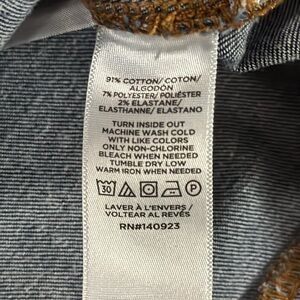 91% COTTON/ COTON/
ALGODÓN
7% POLYESTER/ POLIÉSTER
2% ELASTANE/
ELASTHANNE/ ELASTANO
TURN INSIDE OUT
MACHINE WASH COLD
WITH LIKE COLORS
ONLY NON-CHLORINE
BLEACH WHEN NEEDED
TUMBLE DRY LOW
WARM IRON WHEN NEEDED
30 P
LAVER À L'ENVERS /
VOLTEAR AL REVÉS
RN#140923